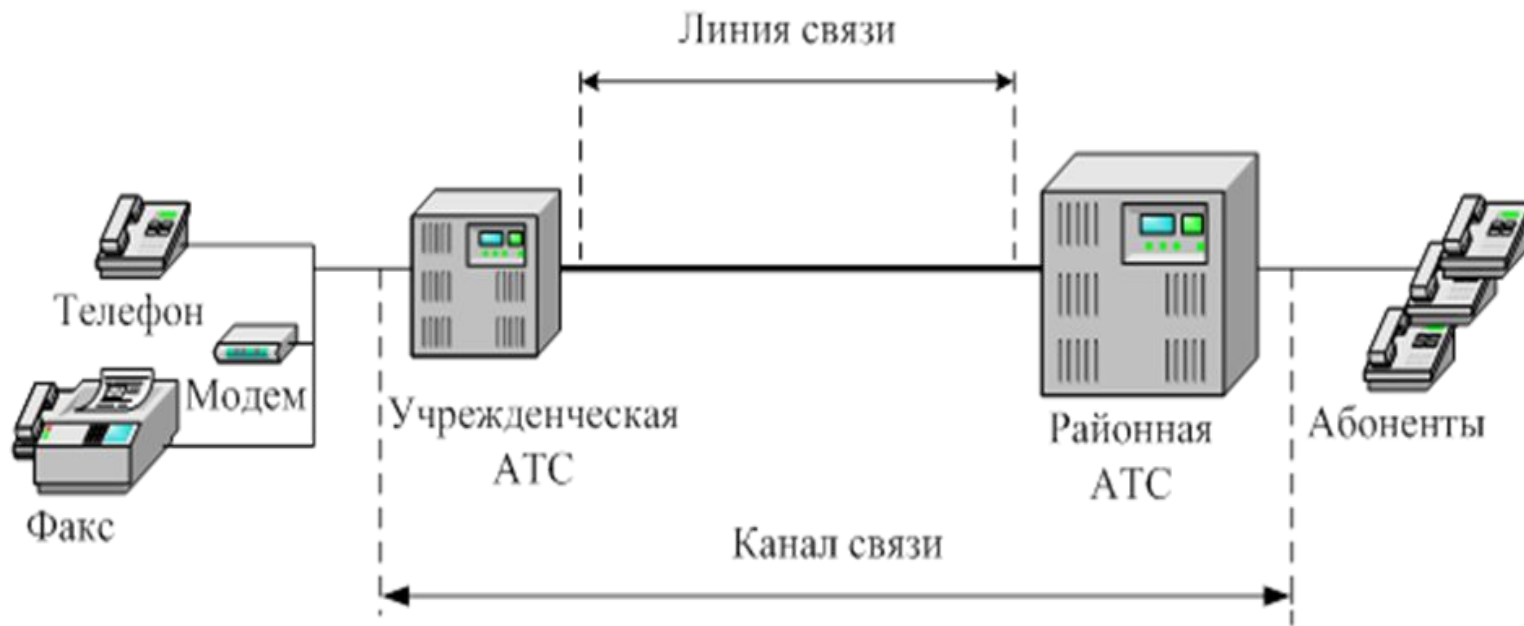 Линия связи
Телефон
Модем
Факс
Учрежденческая
АТС
Районная
АТС
Абоненты
Канал связи